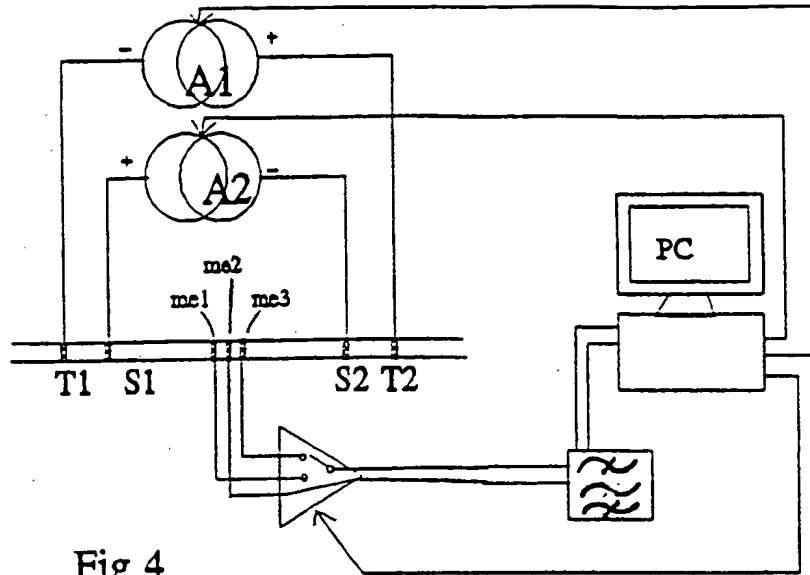 - A1 +
+ A2 -
PC
me2
me1 me3
T1 S1 S2 T2
Fig 4